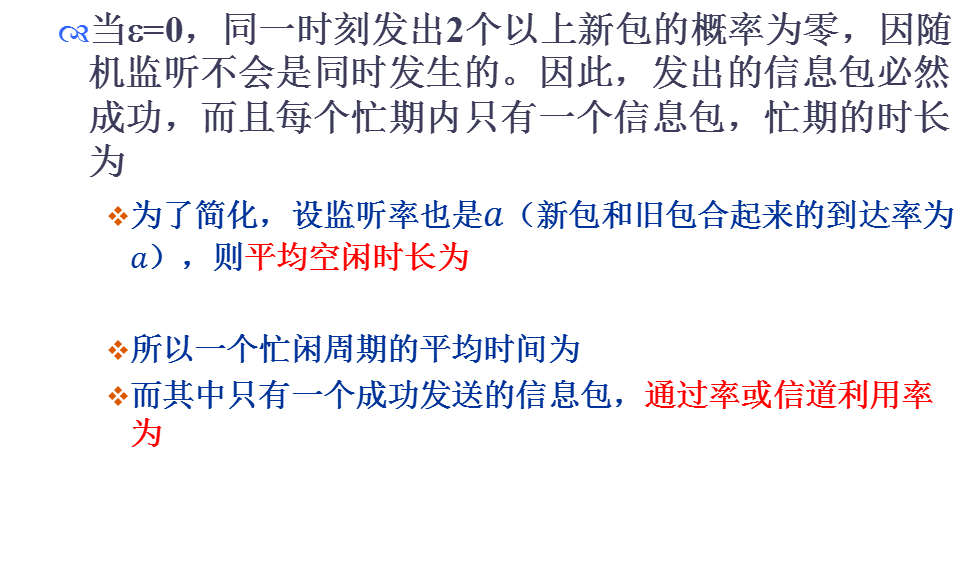 当ε=0，同一时刻发出2个以上新包的概率为零，因随
机监听不会是同时发生的。因此，发出的信息包必然
成功，而且每个忙期内只有一个信息包，忙期的时长
为
为了简化，设监听率也是a（新包和旧包合起来的到达率为
a），则平均空闲时长为
所以一个忙闲周期的平均时间为
而其中只有一个成功发送的信息包，通过率或信道利用率
为